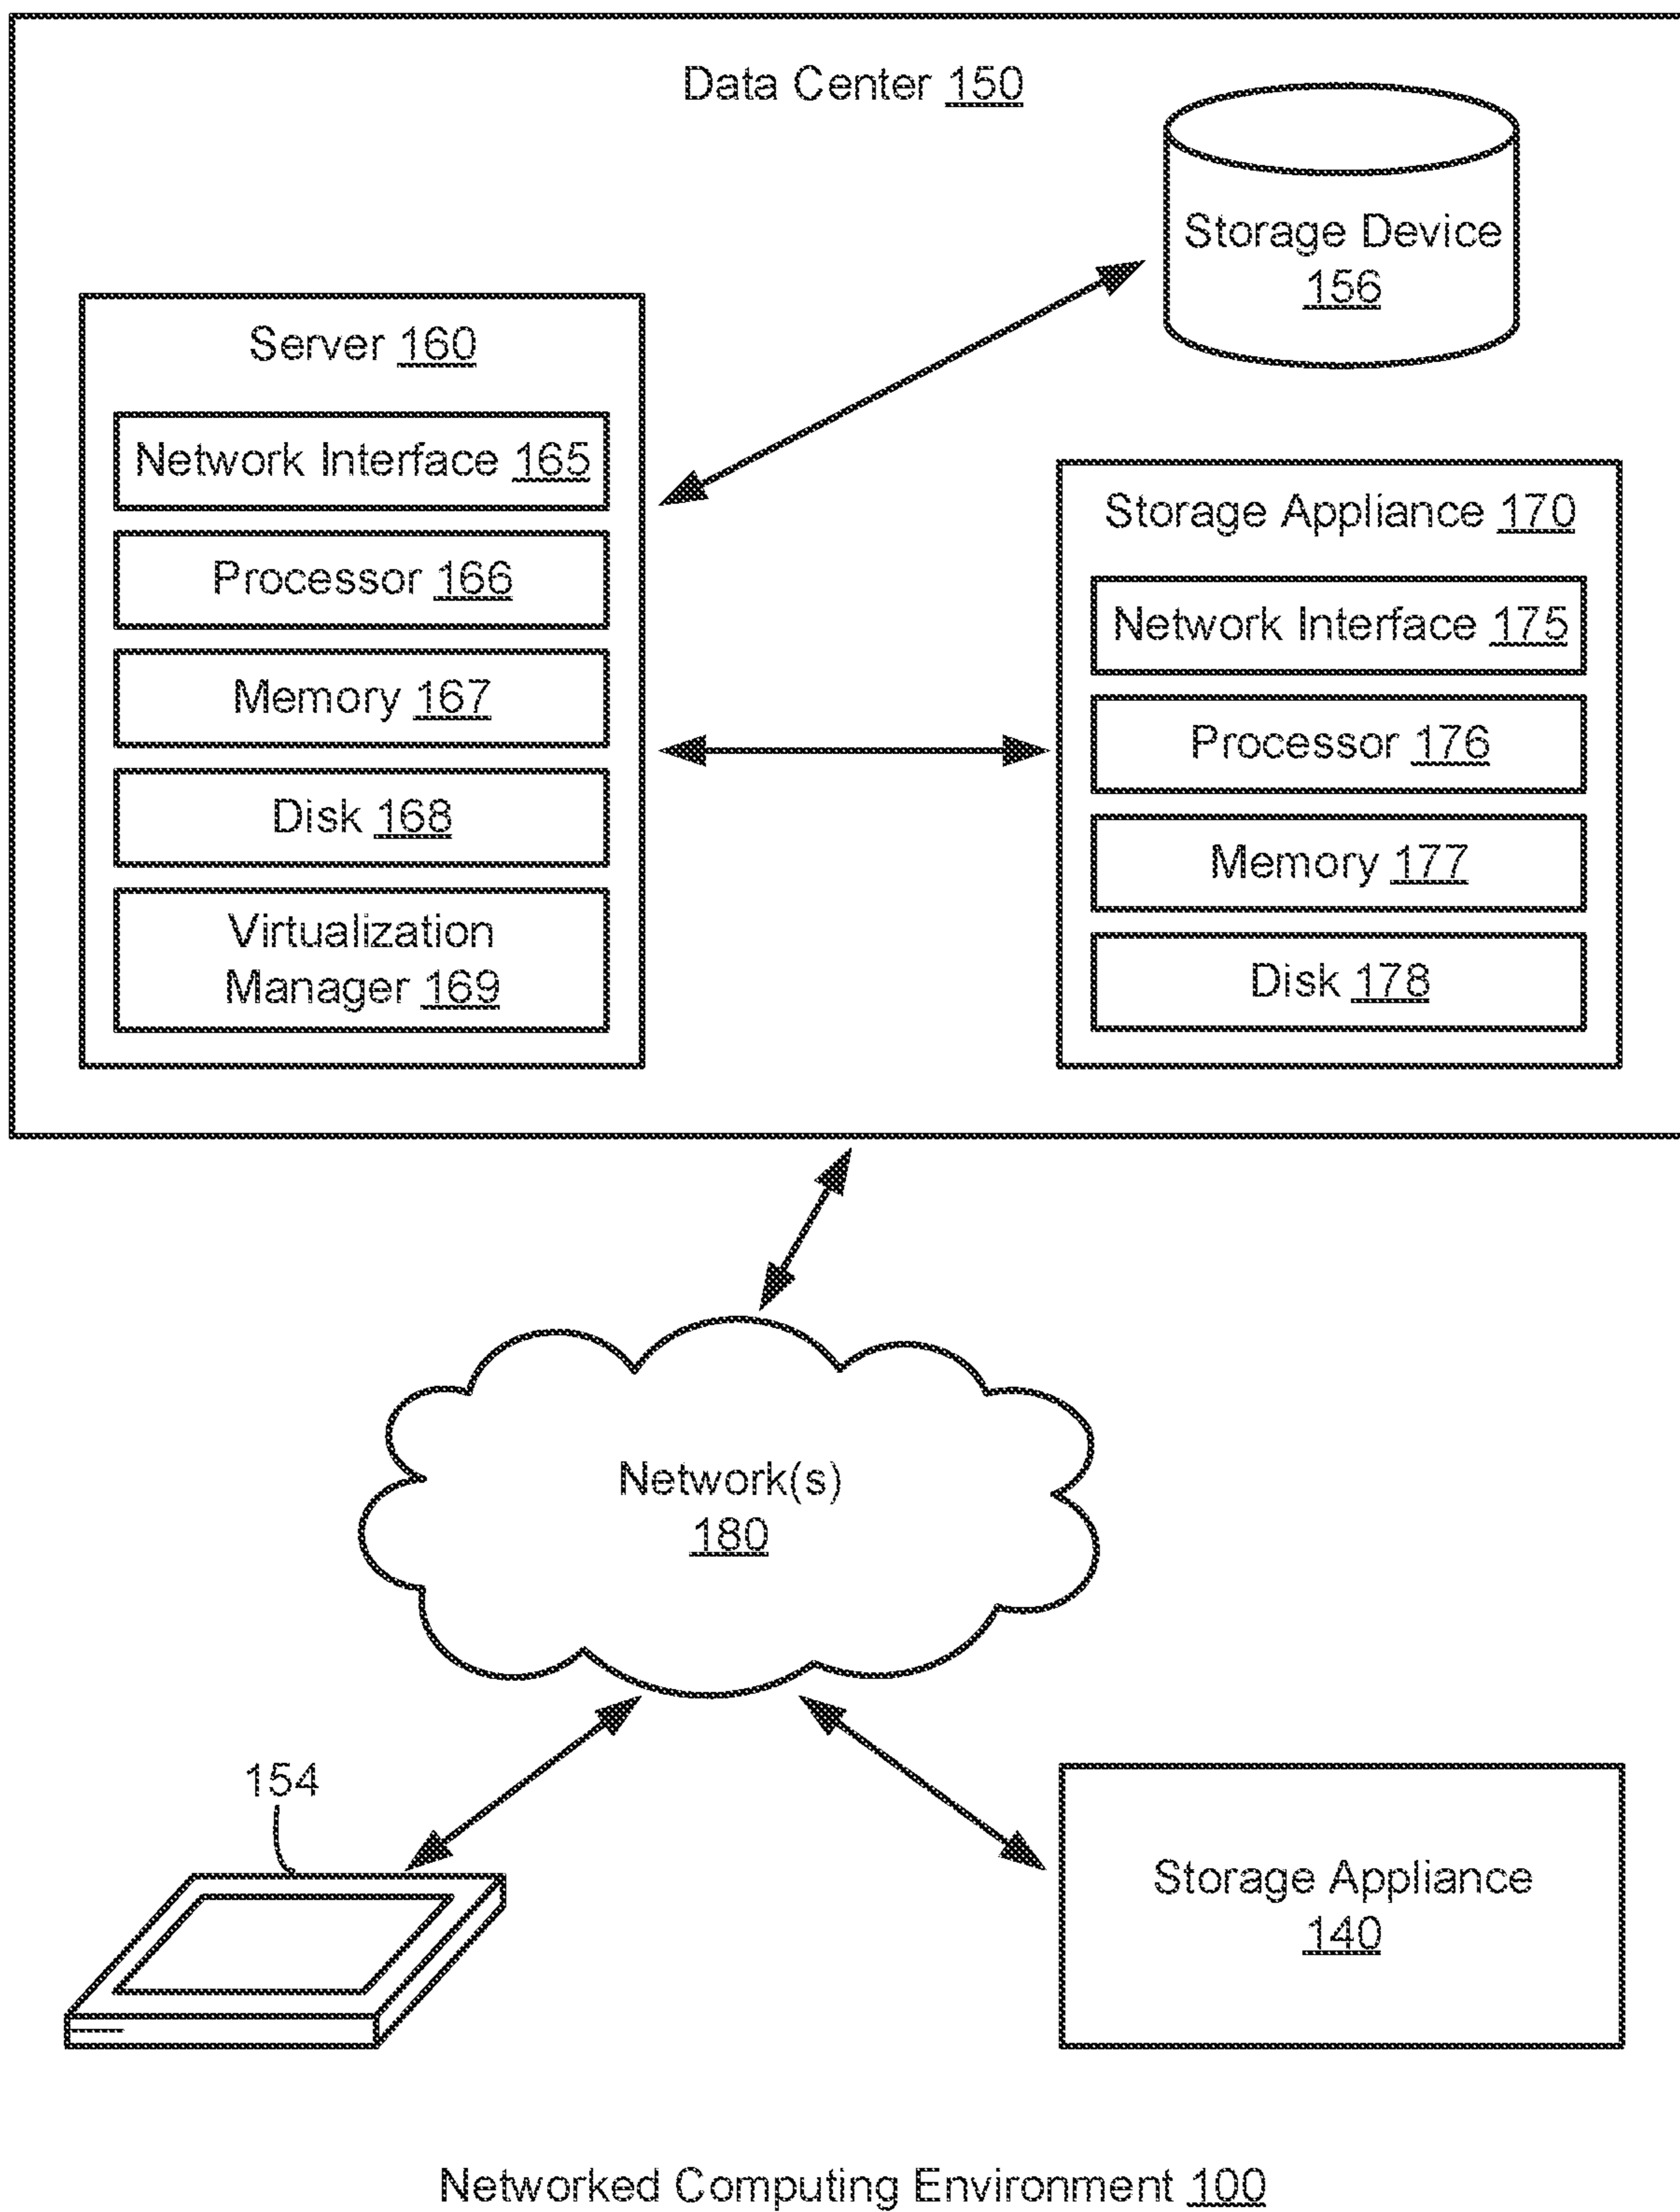 Data Center 150
Storage Device
156
Server 160
Network Interface 165
Processor 166
Memory 167
Disk 168
Virtualization
Manager 169
Storage Appliance 170
Network Interface 175
Processor 176
Memory 177
Disk 178
Network(s)
180
154
Storage Appliance
140
Networked Computing Environment 100